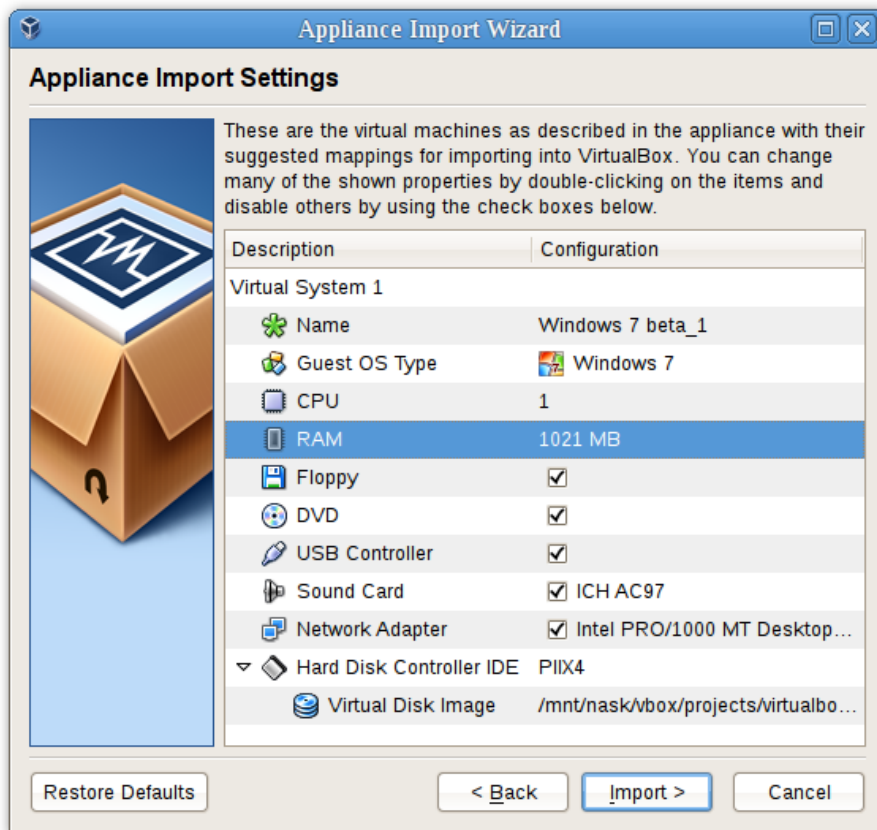 Appliance Import Wizard
Appliance Import Settings
These are the virtual machines as described in the appliance with their
suggested mappings for importing into VirtualBox. You can change
many of the shown properties by double-clicking on the items and
disable others by using the check boxes below.
Description Configuration
Virtual System 1
Name Windows 7 beta_1
Guest OS Type Windows 7
CPU 1
RAM 1021 MB
Floppy
DVD
USB Controller
Sound Card ICH AC97
Network Adapter Intel PRO/1000 MT Desktop...
Hard Disk Controller IDE PIIX4
Virtual Disk Image /mnt/nask/vbox/projects/virtualbo...
Restore Defaults < Back Import > Cancel